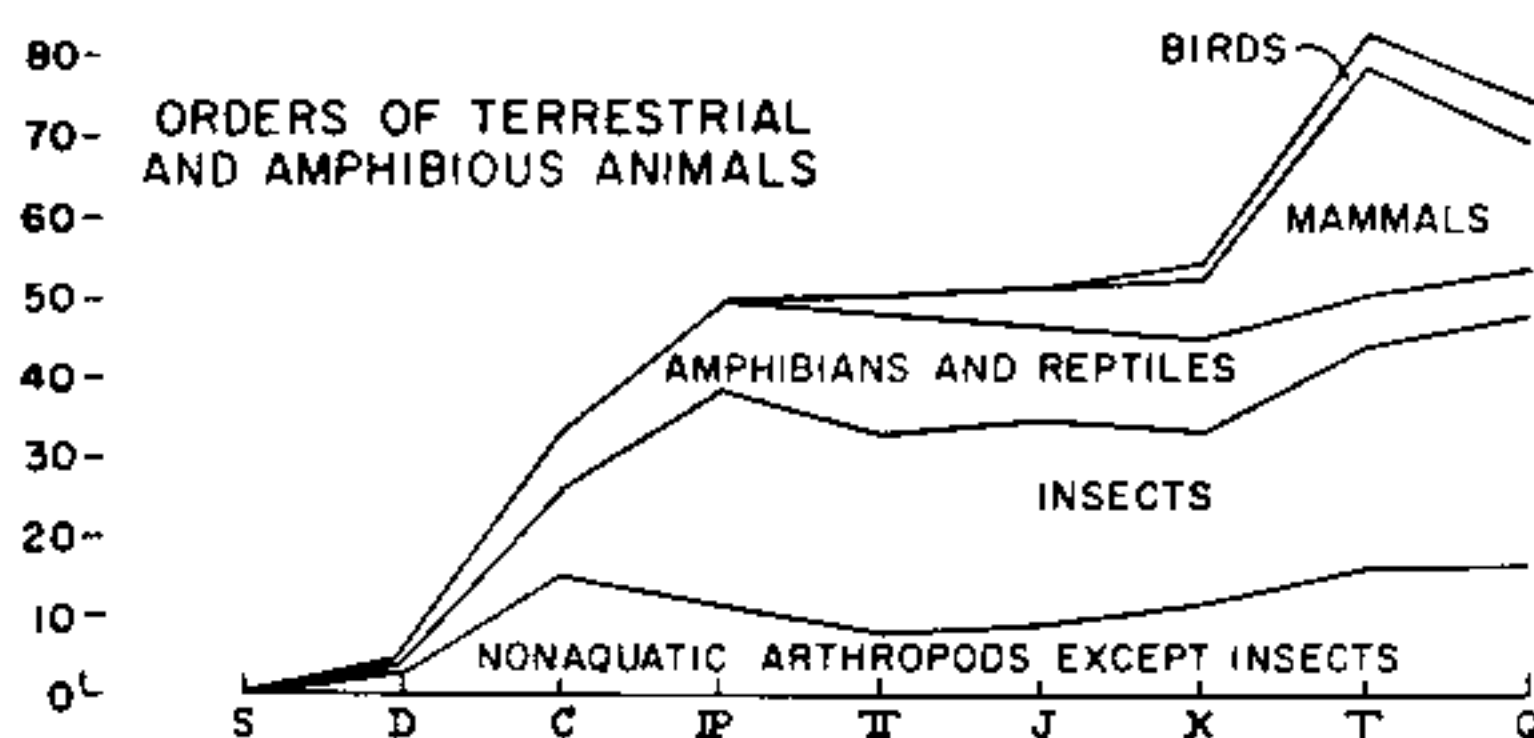 80
BIRDS
ORDERS OF TERRESTRIAL
AND AMPHIBIOUS ANIMALS
70
60
MAMMALS
50
40
AMPHIBIANS AND REPTILES
30
INSECTS
20
10
NONAQUATIC ARTHROPODS EXCEPT INSECTS
0
S D C J K T